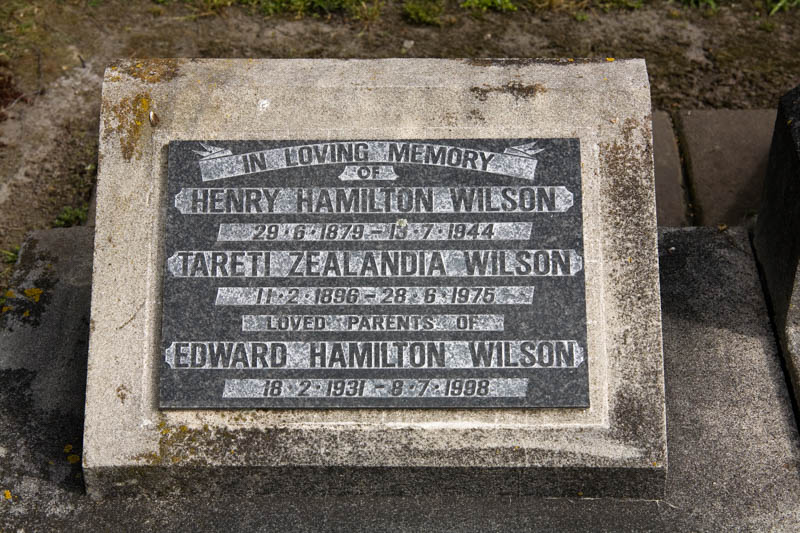 IN LOVING MEMORY
OF
HENRY HAMILTON WILSON
29·6·1879–13·7·1944
TARETI ZEALANDIA WILSON
11·2·1896–28·6·1975
LOVED PARENTS OF
EDWARD HAMILTON WILSON
18·2·1931–8·7·1998